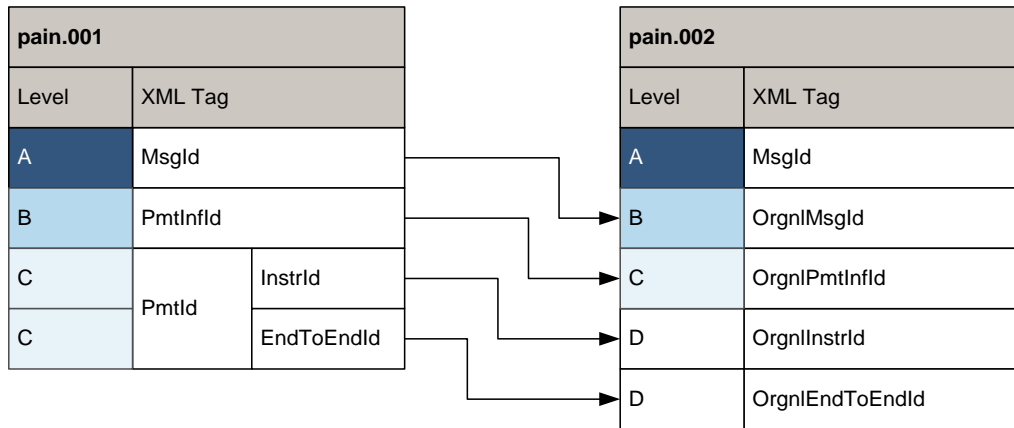 pain.001
Level XML Tag
A MsgId
B PmtInfId
C PmtId InstrId
C EndToEndId
pain.002
Level XML Tag
A MsgId
B OrgnlMsgId
C OrgnlPmtInfId
D OrgnlInstrId
D OrgnlEndToEndId